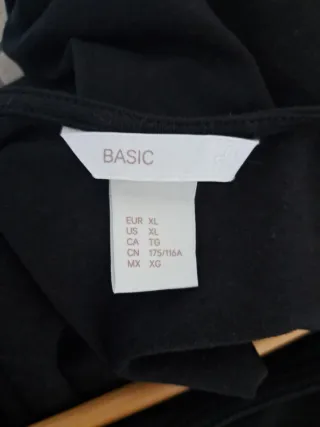 BASIC
EUR XL
US XL
CA TG
CN 175/116A
MX XG